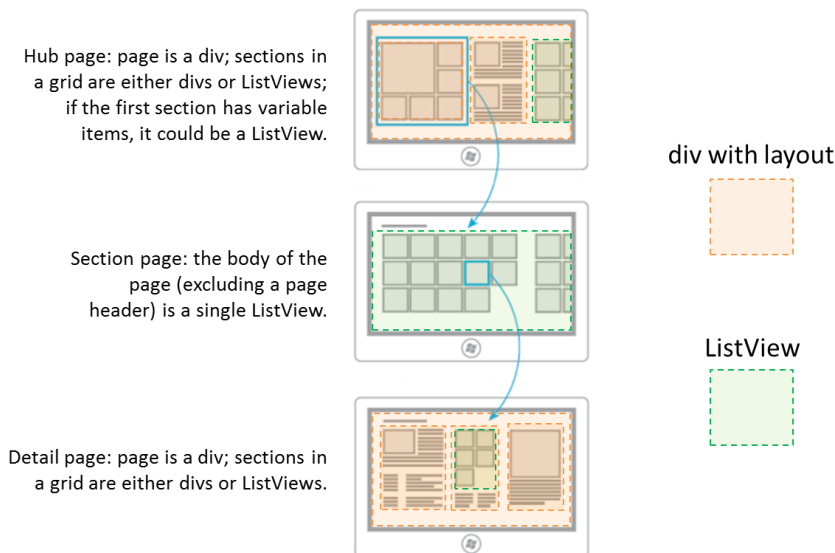 Hub page: page is a div; sections in
a grid are either divs or ListViews;
if the first section has variable
items, it could be a ListView.
div with layout
Section page: the body of the
page (excluding a page
header) is a single ListView.
ListView
Detail page: page is a div; sections in
a grid are either divs or ListViews.